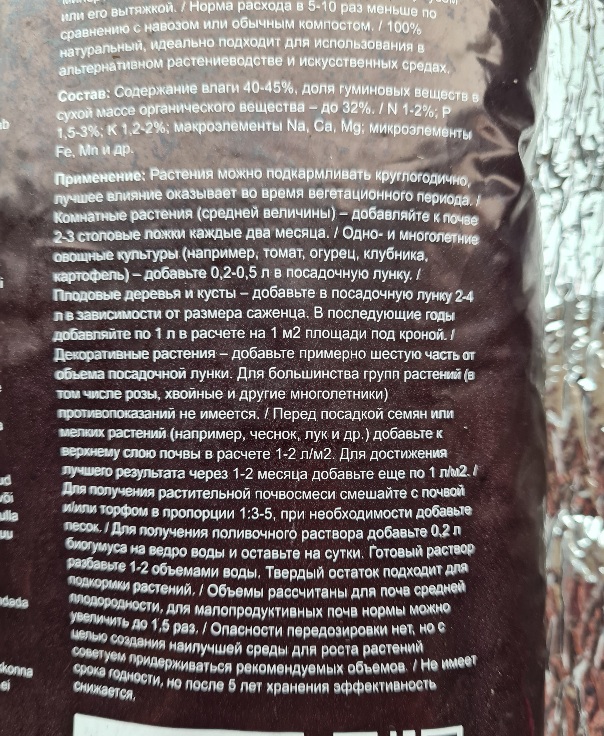 или его вытяжкой. / Норма расхода в 5-10 раз меньше по
сравнению с навозом или обычным компостом. / 100%
натуральный, идеально подходит для использования в
альтернативном растениеводстве и искусственных средах.
Состав: Содержание влаги 40-45%, доля гуминовых веществ в
сухой массе органического вещества – до 32%. / N 1-2%; P
1,5-3%; K 1,2-2%; макроэлементы Na, Ca, Mg; микроэлементы
Fe, Mn и др.
Применение: Растения можно подкармливать круглогодично,
лучшее влияние оказывает во время вегетационного периода. /
Комнатные растения (средней величины) – добавляйте к почве
2-3 столовые ложки каждые два месяца. / Одно- и многолетние
овощные культуры (например, томат, огурец, клубника,
картофель) – добавьте 0,2-0,5 л в посадочную лунку. /
Плодовые деревья и кусты – добавьте в посадочную лунку 2-4
л в зависимости от размера саженца. В последующие годы
добавляйте по 1 л в расчете на 1 м2 площади под кроной. /
Декоративные растения – добавьте примерно шестую часть от
объема посадочной лунки. Для большинства групп растений (в
том числе розы, хвойные и другие многолетники)
противопоказаний не имеется. / Перед посадкой семян или
мелких растений (например, чеснок, лук и др.) добавьте к
верхнему слою почвы в расчете 1-2 л/м2. Для достижения
лучшего результата через 1-2 месяца добавьте еще по 1 л/м2. /
Для получения растительной почвосмеси смешайте с почвой
и/или торфом в пропорции 1:3-5, при необходимости добавьте
песок. / Для получения поливочного раствора добавьте 0,2 л
биогумуса на ведро воды и оставьте на сутки. Готовый раствор
разбавьте 1-2 объемами воды. Твердый остаток подходит для
подкормки растений. / Объемы рассчитаны для почв средней
плодородности, для малопродуктивных почв нормы можно
увеличить до 1,5 раз. / Опасности передозировки нет, но с
целью создания наилучшей среды для роста растений
советуем придерживаться рекомендуемых объемов. / Не имеет
срока годности, но после 5 лет хранения эффективность
снижается.